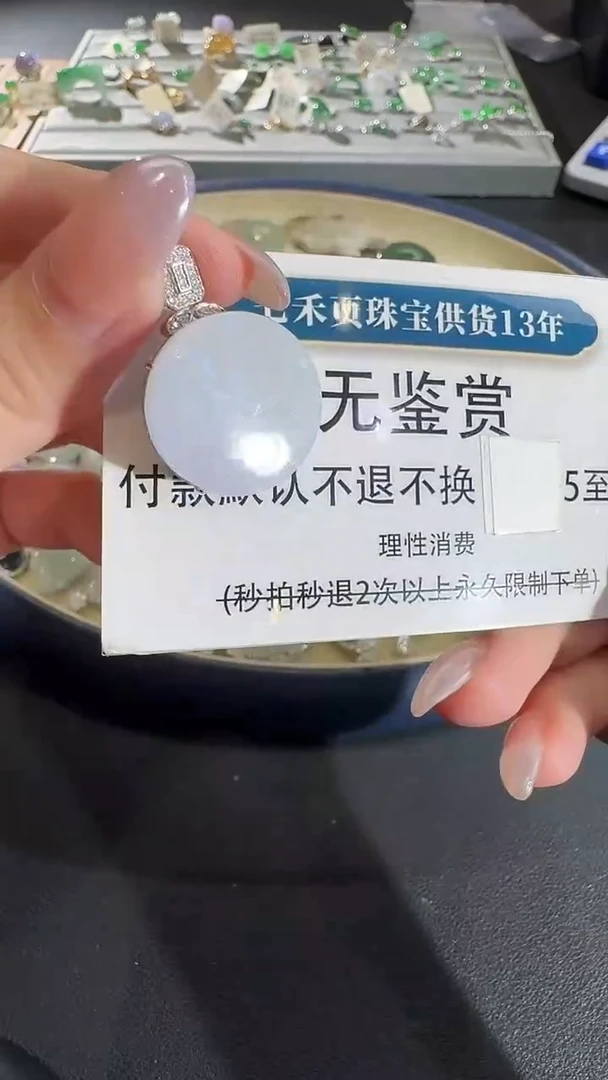 禾页珠宝供货13年
无鉴赏
付款默认不退不换 5至
理性消费
(秒拍秒退2次以上永久限制下单)